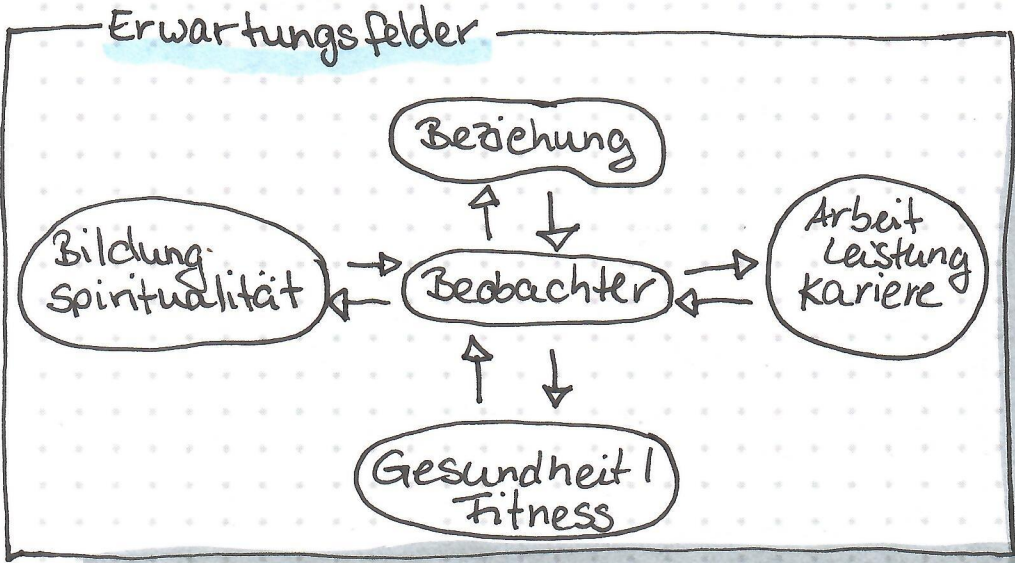 Erwartungsfelder
Beziehung
Bildung.
Spiritualität
Beobachter
Arbeit
Leistung
Kariere
Gesundheit /
Fitness